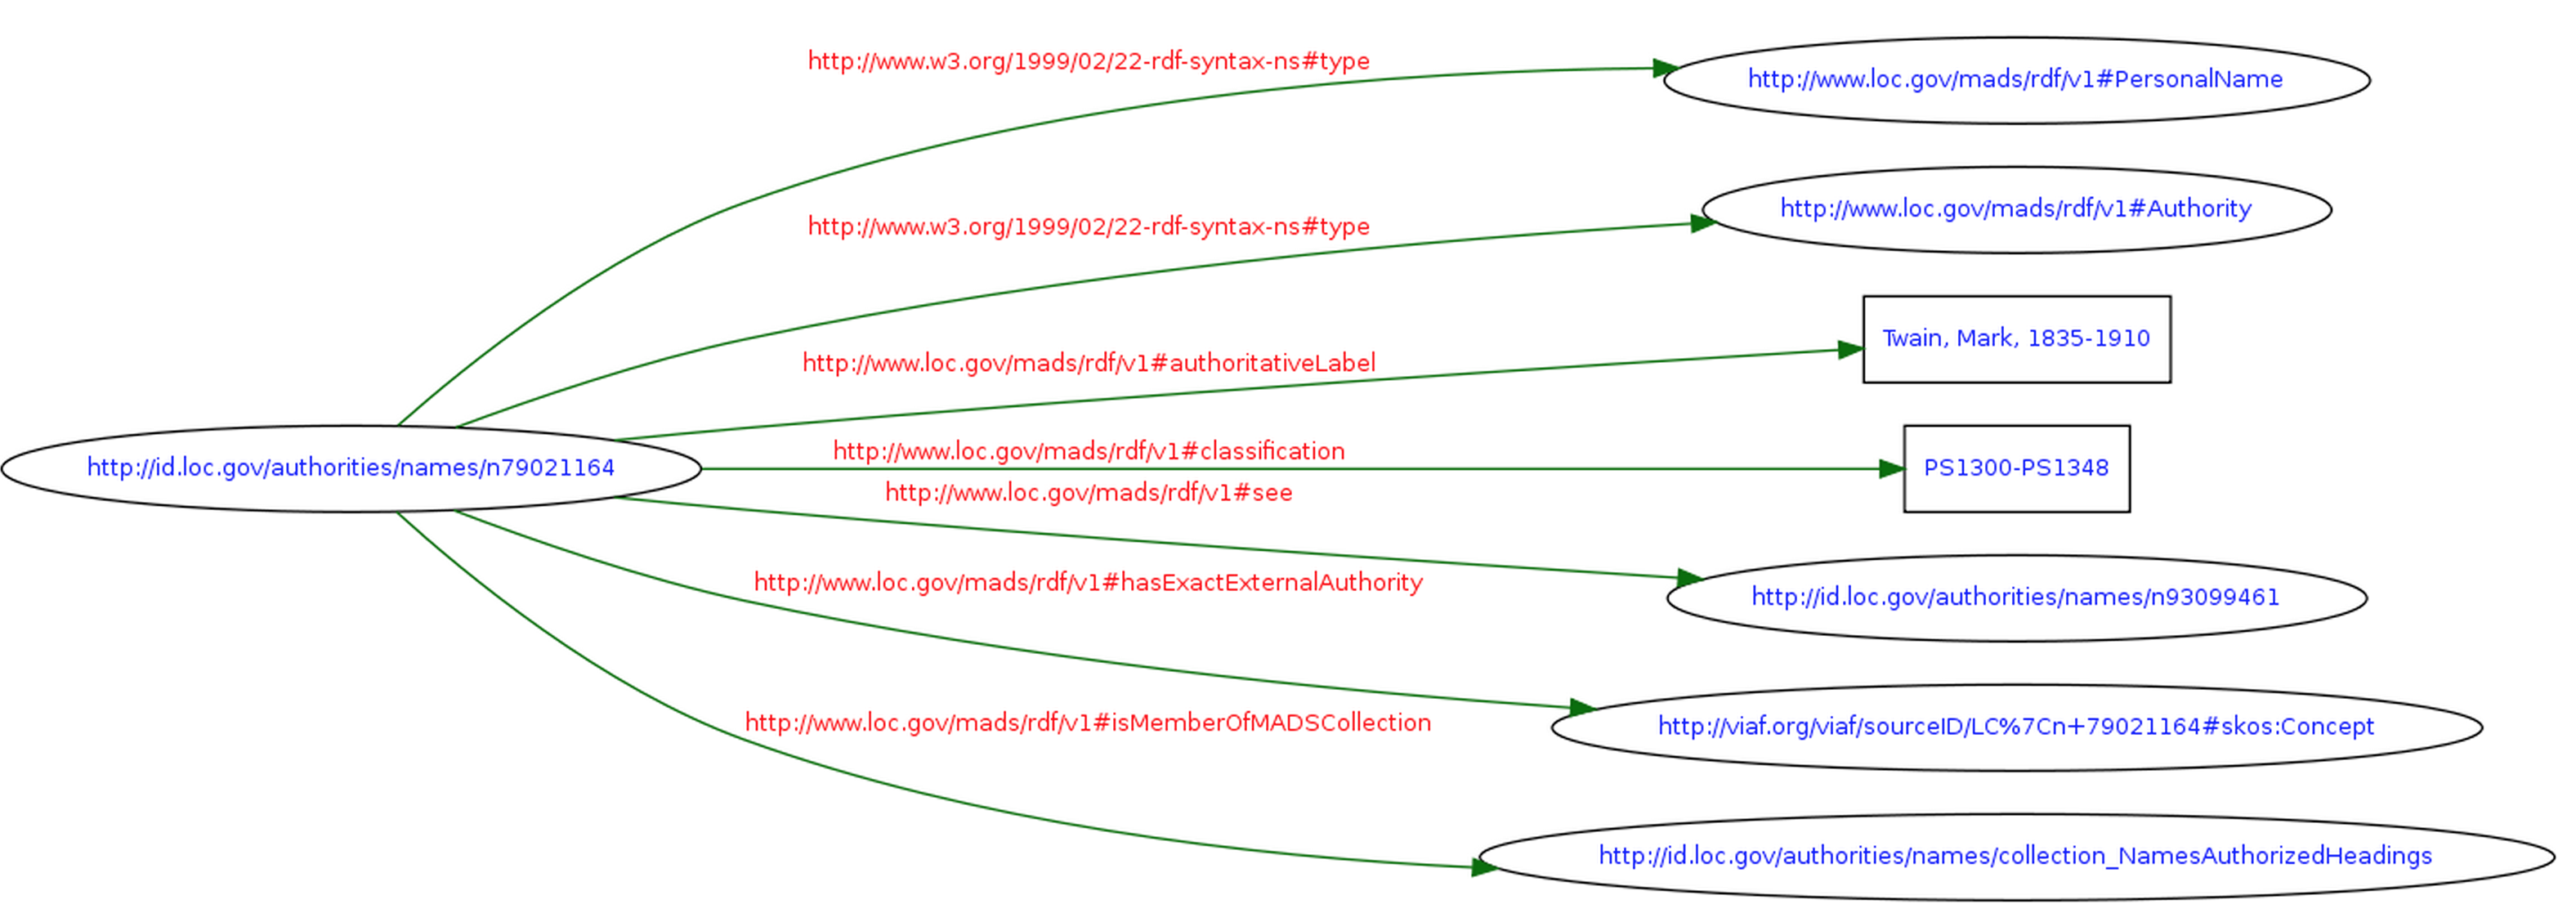 http://www.w3.org/1999/02/22-rdf-syntax-ns#type
http://www.loc.gov/mads/rdf/v1#PersonalName
http://www.w3.org/1999/02/22-rdf-syntax-ns#type
http://www.loc.gov/mads/rdf/v1#Authority
http://www.loc.gov/mads/rdf/v1#authoritativeLabel
Twain, Mark, 1835-1910
http://id.loc.gov/authorities/names/n79021164
http://www.loc.gov/mads/rdf/v1#classification
PS1300-PS1348
http://www.loc.gov/mads/rdf/v1#see
http://id.loc.gov/authorities/names/n93099461
http://www.loc.gov/mads/rdf/v1#hasExactExternalAuthority
http://viaf.org/viaf/sourceID/LC%7Cn+79021164#skos:Concept
http://www.loc.gov/mads/rdf/v1#isMemberOfMADSCollection
http://id.loc.gov/authorities/names/collection_NamesAuthorizedHeadings